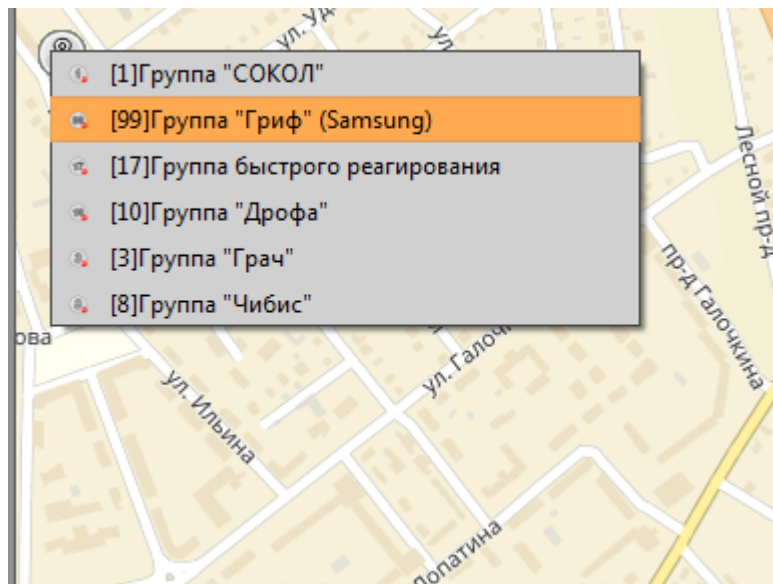 ул. Уд
ул.
[1]Группа "СОКОЛ"
[99]Группа "Гриф" (Samsung)
[17]Группа быстрого реагирования
[10]Группа "Дрофа"
[3]Группа "Грач"
[8]Группа "Чибис"
Лесной пр-д
пр-д Галочкина
ова
ул. Галочк
ул. Ильина
Лопатина